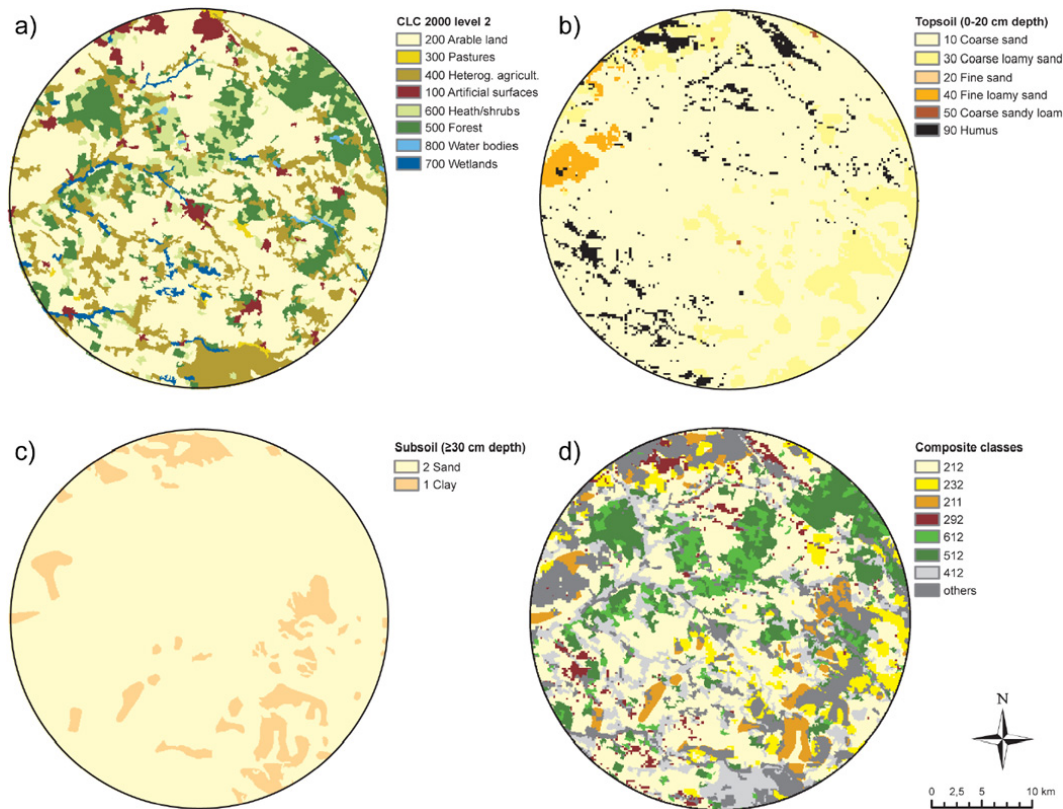 a)
CLC 2000 level 2
200 Arable land
300 Pastures
400 Heterog. agricult.
100 Artificial surfaces
600 Heath/shrubs
500 Forest
800 Water bodies
700 Wetlands
b)
Topsoil (0-20 cm depth)
10 Coarse sand
30 Coarse loamy sand
20 Fine sand
40 Fine loamy sand
50 Coarse sandy loam
90 Humus
c)
Subsoil (≥30 cm depth)
2 Sand
1 Clay
d)
Composite classes
212
232
211
292
612
512
412
others
N
0 2,5 5 10 km